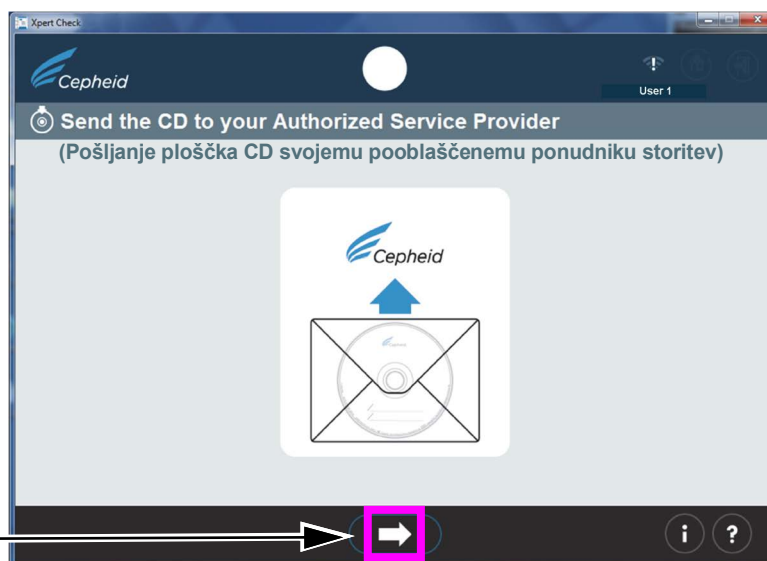 Xpert Check
Cepheid
User 1
Send the CD to your Authorized Service Provider
(Pošljanje ploščka CD svojemu pooblaščenemu ponudniku storitev)
Cepheid
Cepheid
i ?